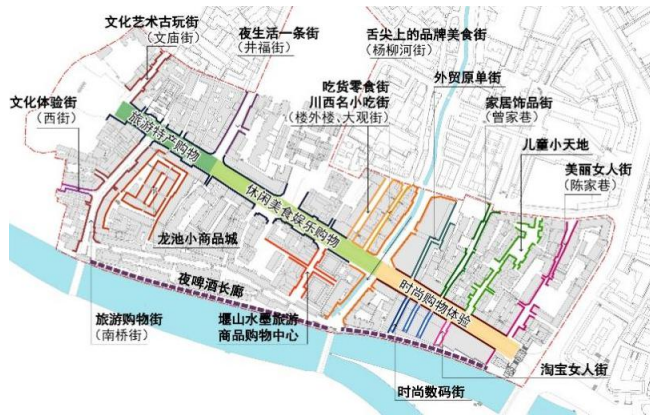 文化艺术古玩街
（文庙街）
夜生活一条街
（井福街）
舌尖上的品牌美食街
（杨柳河街）
外贸原单街
吃货零食街
川西名小吃街
（楼外楼、大观街）
家居饰品街
（曾家巷）
儿童小天地
美丽女人街
（陈家巷）
文化体验街
（西街）
旅游特产购物
休闲美食娱乐购物
时尚购物体验
龙池小商品城
夜啤酒长廊
旅游购物街
（南桥街）
堰山水墨旅游
商品购物中心
淘宝女人街
时尚数码街